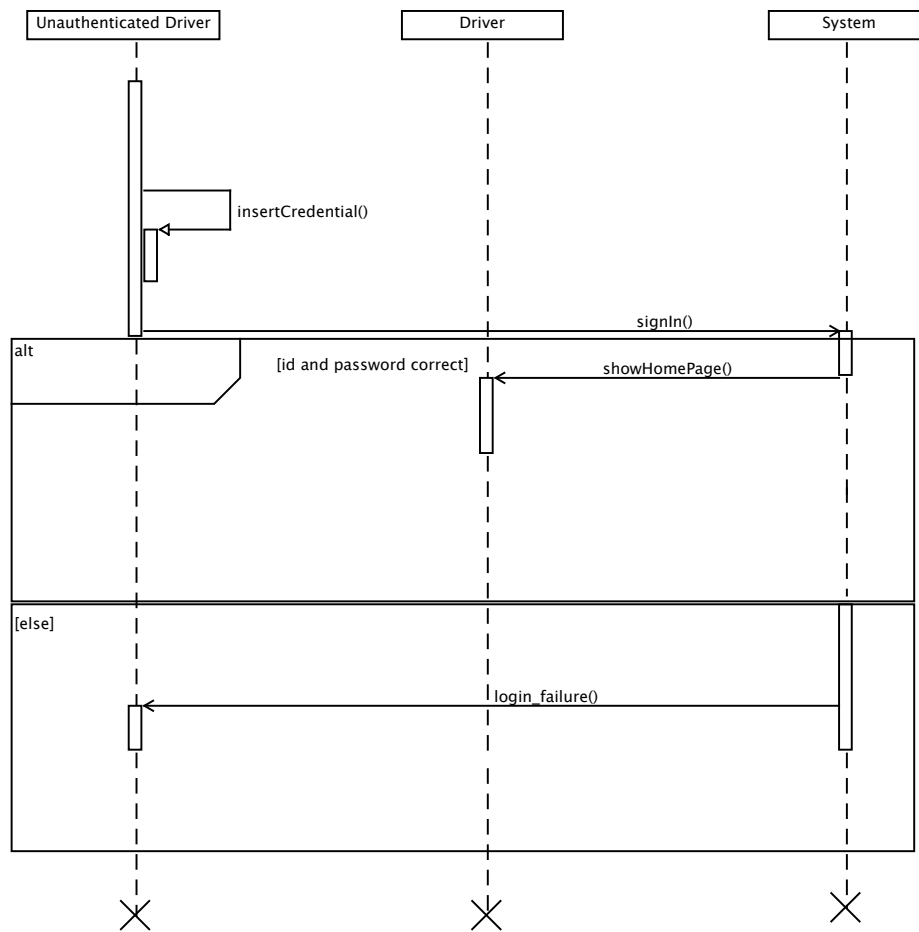 Unauthenticated Driver
Driver
System
insertCredential()
signIn()
alt
[id and password correct]
showHomePage()
[else]
login_failure()